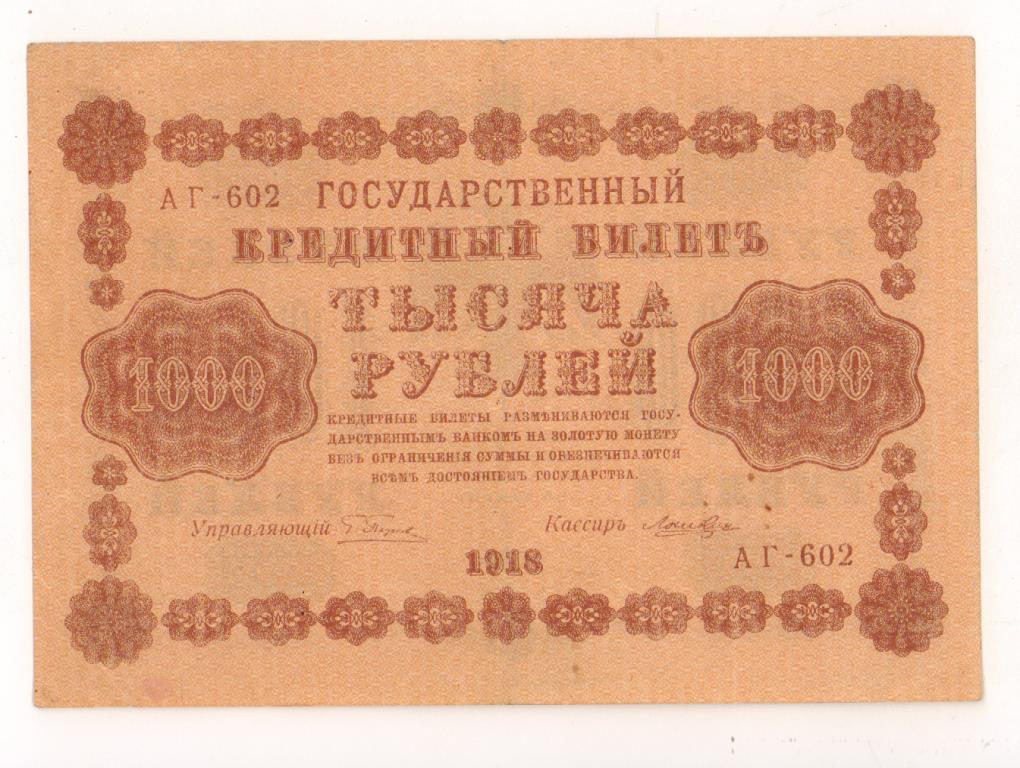 АГ-602 ГОСУДАРСТВЕННЫЙ
КРЕДИТНЫЙ БИЛЕТЪ
ТЫСЯЧА
РУБЛЕЙ
1000
1000
КРЕДИТНЫЕ БИЛЕТЫ РАЗМѢНИВАЮТСЯ ГОСУ-
ДАРСТВЕННЫМЪ БАНКОМЪ НА ЗОЛОТУЮ МОНЕТУ
БЕЗЪ ОГРАНИЧЕНІЯ СУММЫ И ОБЕЗПЕЧИВАЮТСЯ
ВСѢМЪ ДОСТОЯНІЕМЪ ГОСУДАРСТВА.
Управляющій
Кассиръ
1918
АГ-602